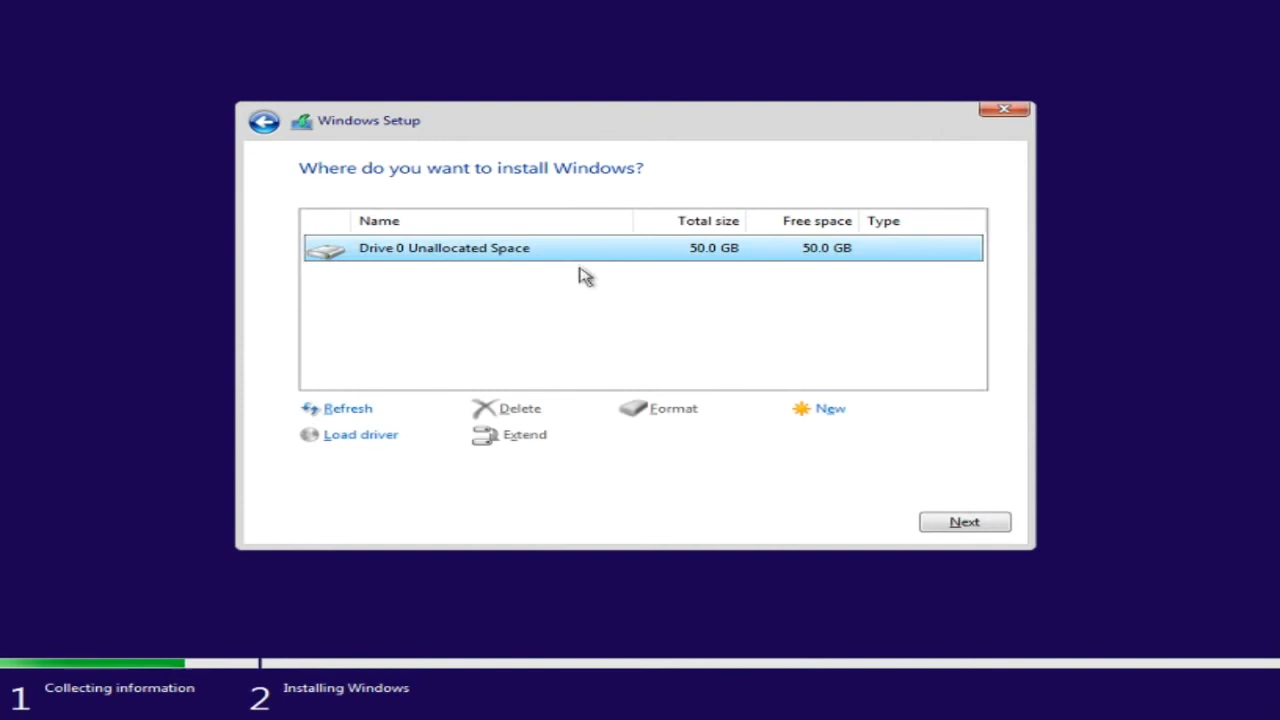 Windows Setup
Where do you want to install Windows?
Name Total size Free space Type
Drive 0 Unallocated Space 50.0 GB 50.0 GB
Refresh Delete Format New
Load driver Extend
Next
1 Collecting information 2 Installing Windows